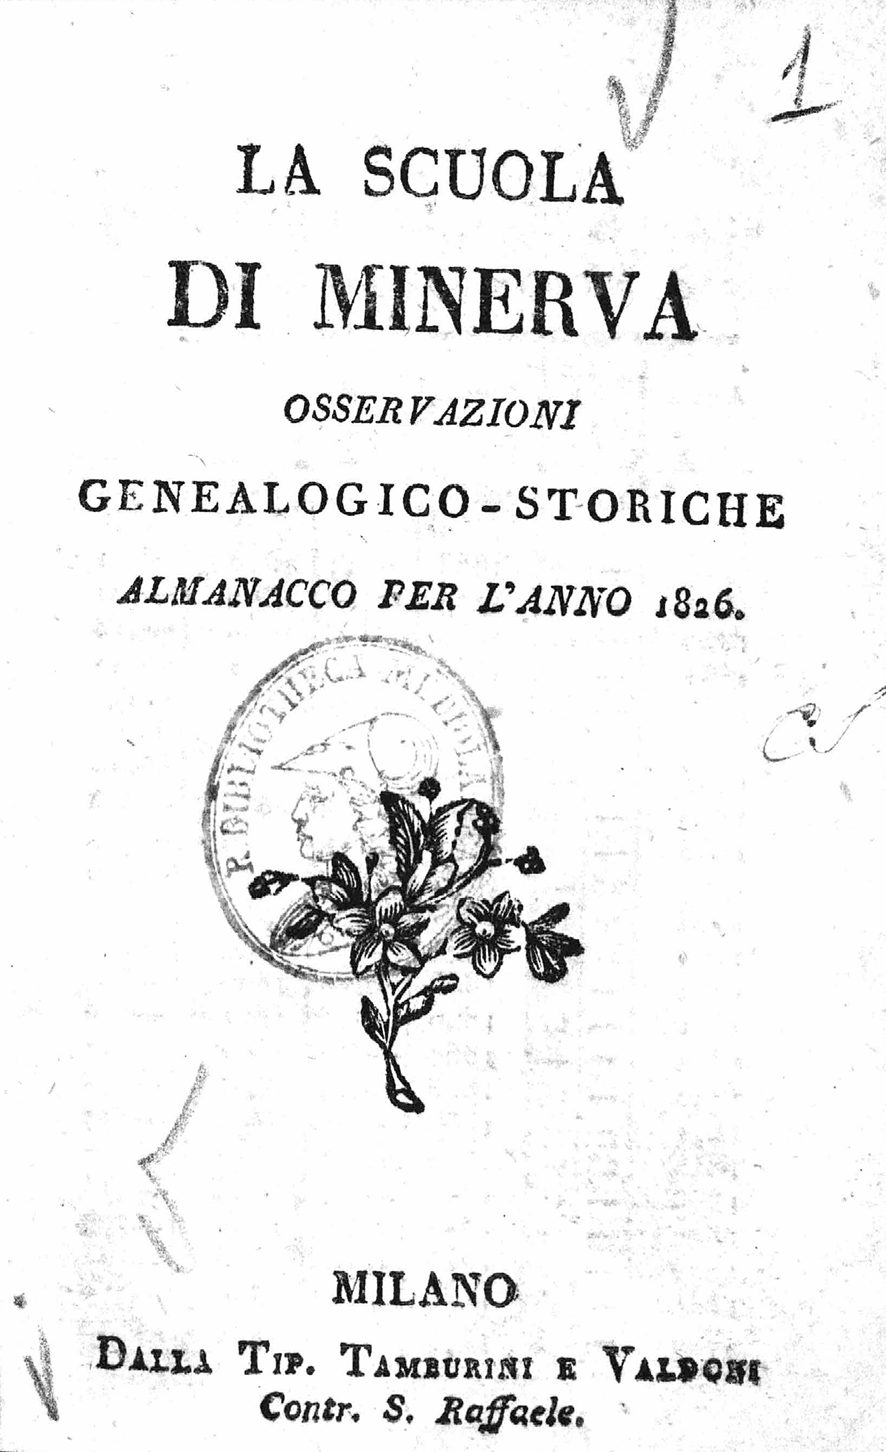 1
LA SCUOLA
DI MINERVA
OSSERVAZIONI
GENEALOGICO-STORICHE
ALMANACCO PER L'ANNO 1826.
R. BIBLIOTHECA
MILANO
DALLA TIP. TAMBURINI E VALDONI
Contr. S. Raffaele.